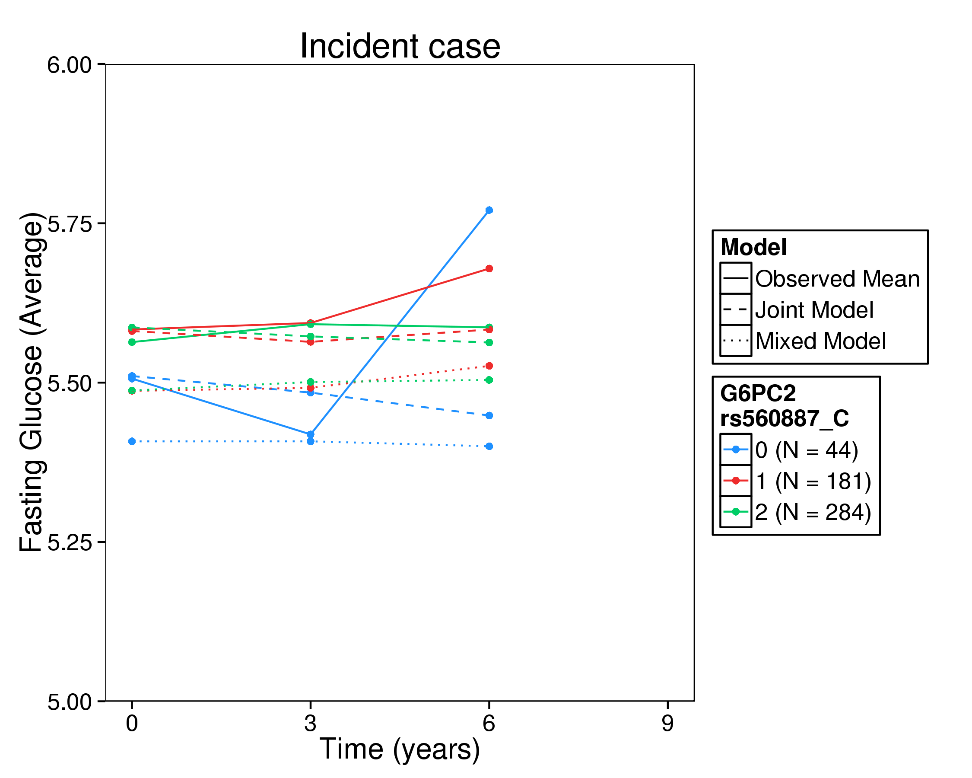 Incident case
6.00
5.75
5.50
5.25
5.00
Fasting Glucose (Average)
0 3 6 9
Time (years)
Model
Observed Mean
Joint Model
Mixed Model
G6PC2
rs560887_C
0 (N = 44)
1 (N = 181)
2 (N = 284)